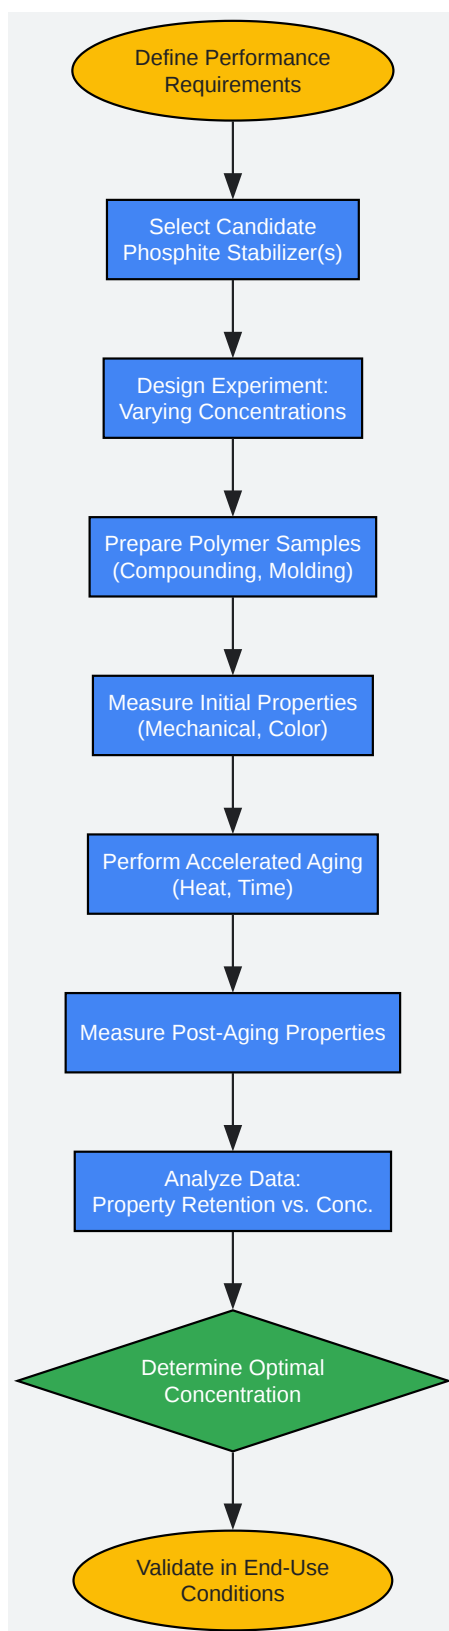 Define Performance
Requirements
Select Candidate
Phosphite Stabilizer(s)
Design Experiment:
Varying Concentrations
Prepare Polymer Samples
(Compounding, Molding)
Measure Initial Properties
(Mechanical, Color)
Perform Accelerated Aging
(Heat, Time)
Measure Post-Aging Properties
Analyze Data:
Property Retention vs. Conc.
Determine Optimal
Concentration
Validate in End-Use
Conditions